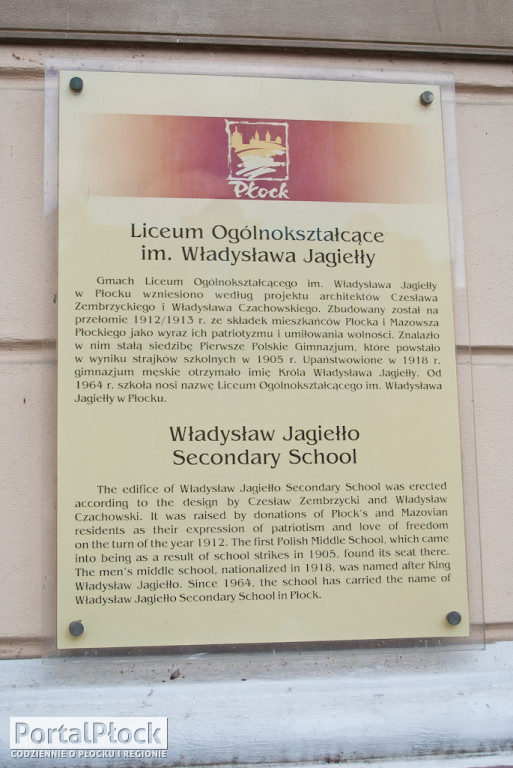 Płock
Liceum Ogólnokształcące
im. Władysława Jagiełły
Gmach Liceum Ogólnokształcącego im. Władysława Jagiełły
w Płocku wzniesiono według projektu architektów Czesława
Zembrzyckiego i Władysława Czachowskiego. Zbudowany został na
przełomie 1912/1913 r. ze składek mieszkańców Płocka i Mazowsza
Płockiego jako wyraz ich patriotyzmu i umiłowania wolności. Znalazło
w nim stałą siedzibę Pierwsze Polskie Gimnazjum, które powstało
w wyniku strajków szkolnych w 1905 r. Upaństwowione w 1918 r.
gimnazjum męskie otrzymało imię Króla Władysława Jagiełły. Od
1964 r. szkoła nosi nazwę Liceum Ogólnokształcącego im. Władysława
Jagiełły w Płocku.
Władysław Jagiełło
Secondary School
The edifice of Władysław Jagiełło Secondary School was erected
according to the design by Czesław Zembrzycki and Władysław
Czachowski. It was raised by donations of Płock's and Mazovian
residents as their expression of patriotism and love of freedom
on the turn of the year 1912. The first Polish Middle School, which came
into being as a result of school strikes in 1905, found its seat there.
The men's middle school, nationalized in 1918, was named after King
Władysław Jagiełło. Since 1964, the school has carried the name of
Władysław Jagiełło Secondary School in Płock.
PortalPłock
CODZIENNIE O PŁOCKU I REGIONIE